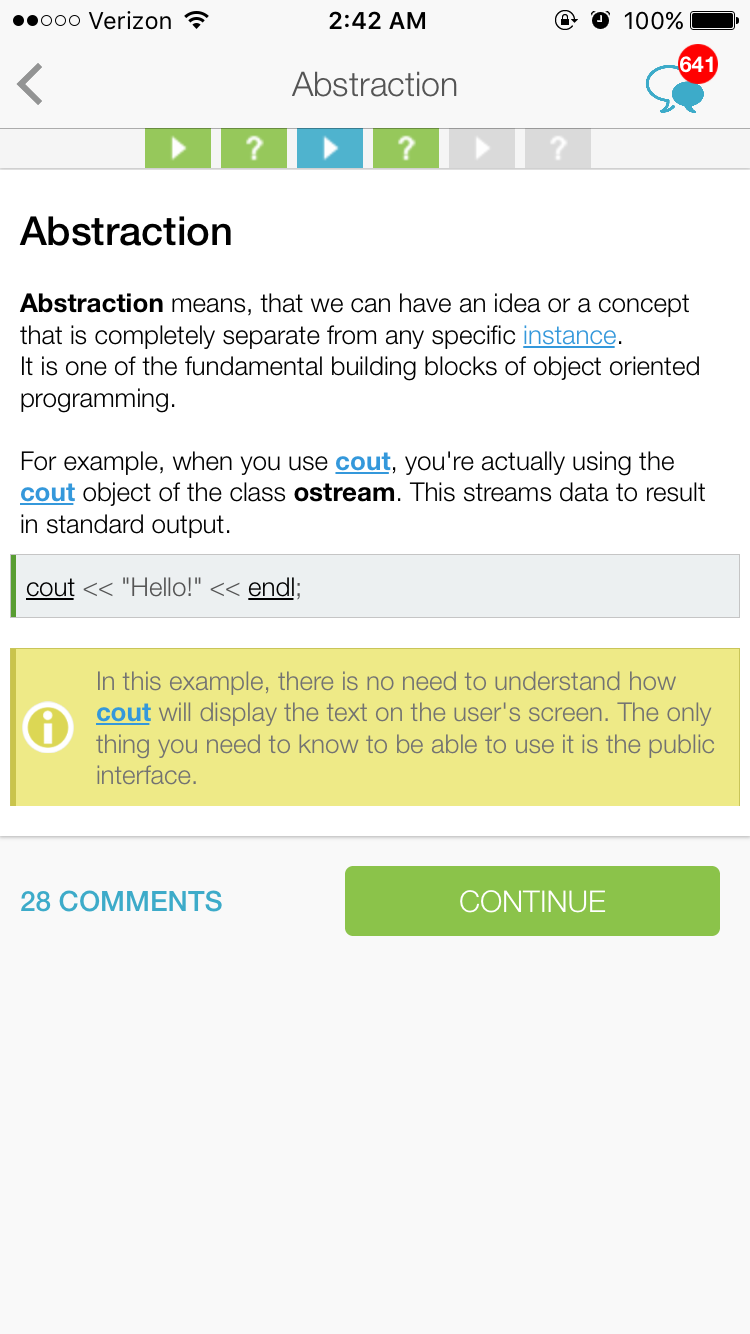 Verizon 2:42 AM 100%
Abstraction 641
? ? ?
Abstraction
Abstraction means, that we can have an idea or a concept
that is completely separate from any specific instance.
It is one of the fundamental building blocks of object oriented
programming.
For example, when you use cout, you're actually using the
cout object of the class ostream. This streams data to result
in standard output.
cout << "Hello!" << endl;
In this example, there is no need to understand how
cout will display the text on the user's screen. The only
thing you need to know to be able to use it is the public
interface.
28 COMMENTS CONTINUE